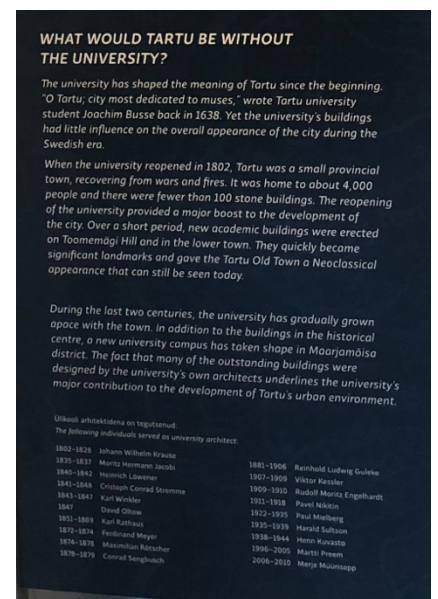 WHAT WOULD TARTU BE WITHOUT
THE UNIVERSITY?
The university has shaped the meaning of Tartu since the beginning.
"O Tartu; city most dedicated to muses," wrote Tartu university
student Joachim Busse back in 1638. Yet the university's buildings
had little influence on the overall appearance of the city during the
Swedish era.
When the university reopened in 1802, Tartu was a small provincial
town, recovering from wars and fires. It was home to about 4,000
people and there were fewer than 100 stone buildings. The reopening
of the university provided a major boost to the development of
the city. Over a short period, new academic buildings were erected
on Toomemägi Hill and in the lower town. They quickly became
significant landmarks and gave the Tartu Old Town a Neoclassical
appearance that can still be seen today.
During the last two centuries, the university has gradually grown
apace with the town. In addition to the buildings in the historical
centre, a new university campus has taken shape in Maarjamõisa
district. The fact that many of the outstanding buildings were
designed by the university's own architects underlines the university's
major contribution to the development of Tartu's urban environment.
Ülikooli arhitektidena on tegutsenud:
The following individuals served as university architect:
1802–1828 Johann Wilhelm Krause
1835–1837 Moritz Hermann Jacobi
1840–1842 Heinrich Löwener
1841–1848 Cristoph Conrad Stremme
1843–1847 Karl Winkler
1847 David Oltow
1851–1869 Karl Rathaus
1872–1874 Ferdinand Meyer
1874–1878 Maximilian Rötscher
1878–1879 Conrad Sengbusch
1881–1906 Reinhold Ludwig Guleke
1907–1909 Viktor Kessler
1909–1910 Rudolf Moritz Engelhardt
1911–1918 Pavel Nikitin
1922–1935 Paul Mielberg
1935–1939 Harald Sultson
1938–1944 Henn Kuvasto
1996–2005 Martti Preem
2006–2010 Merje Müürisepp